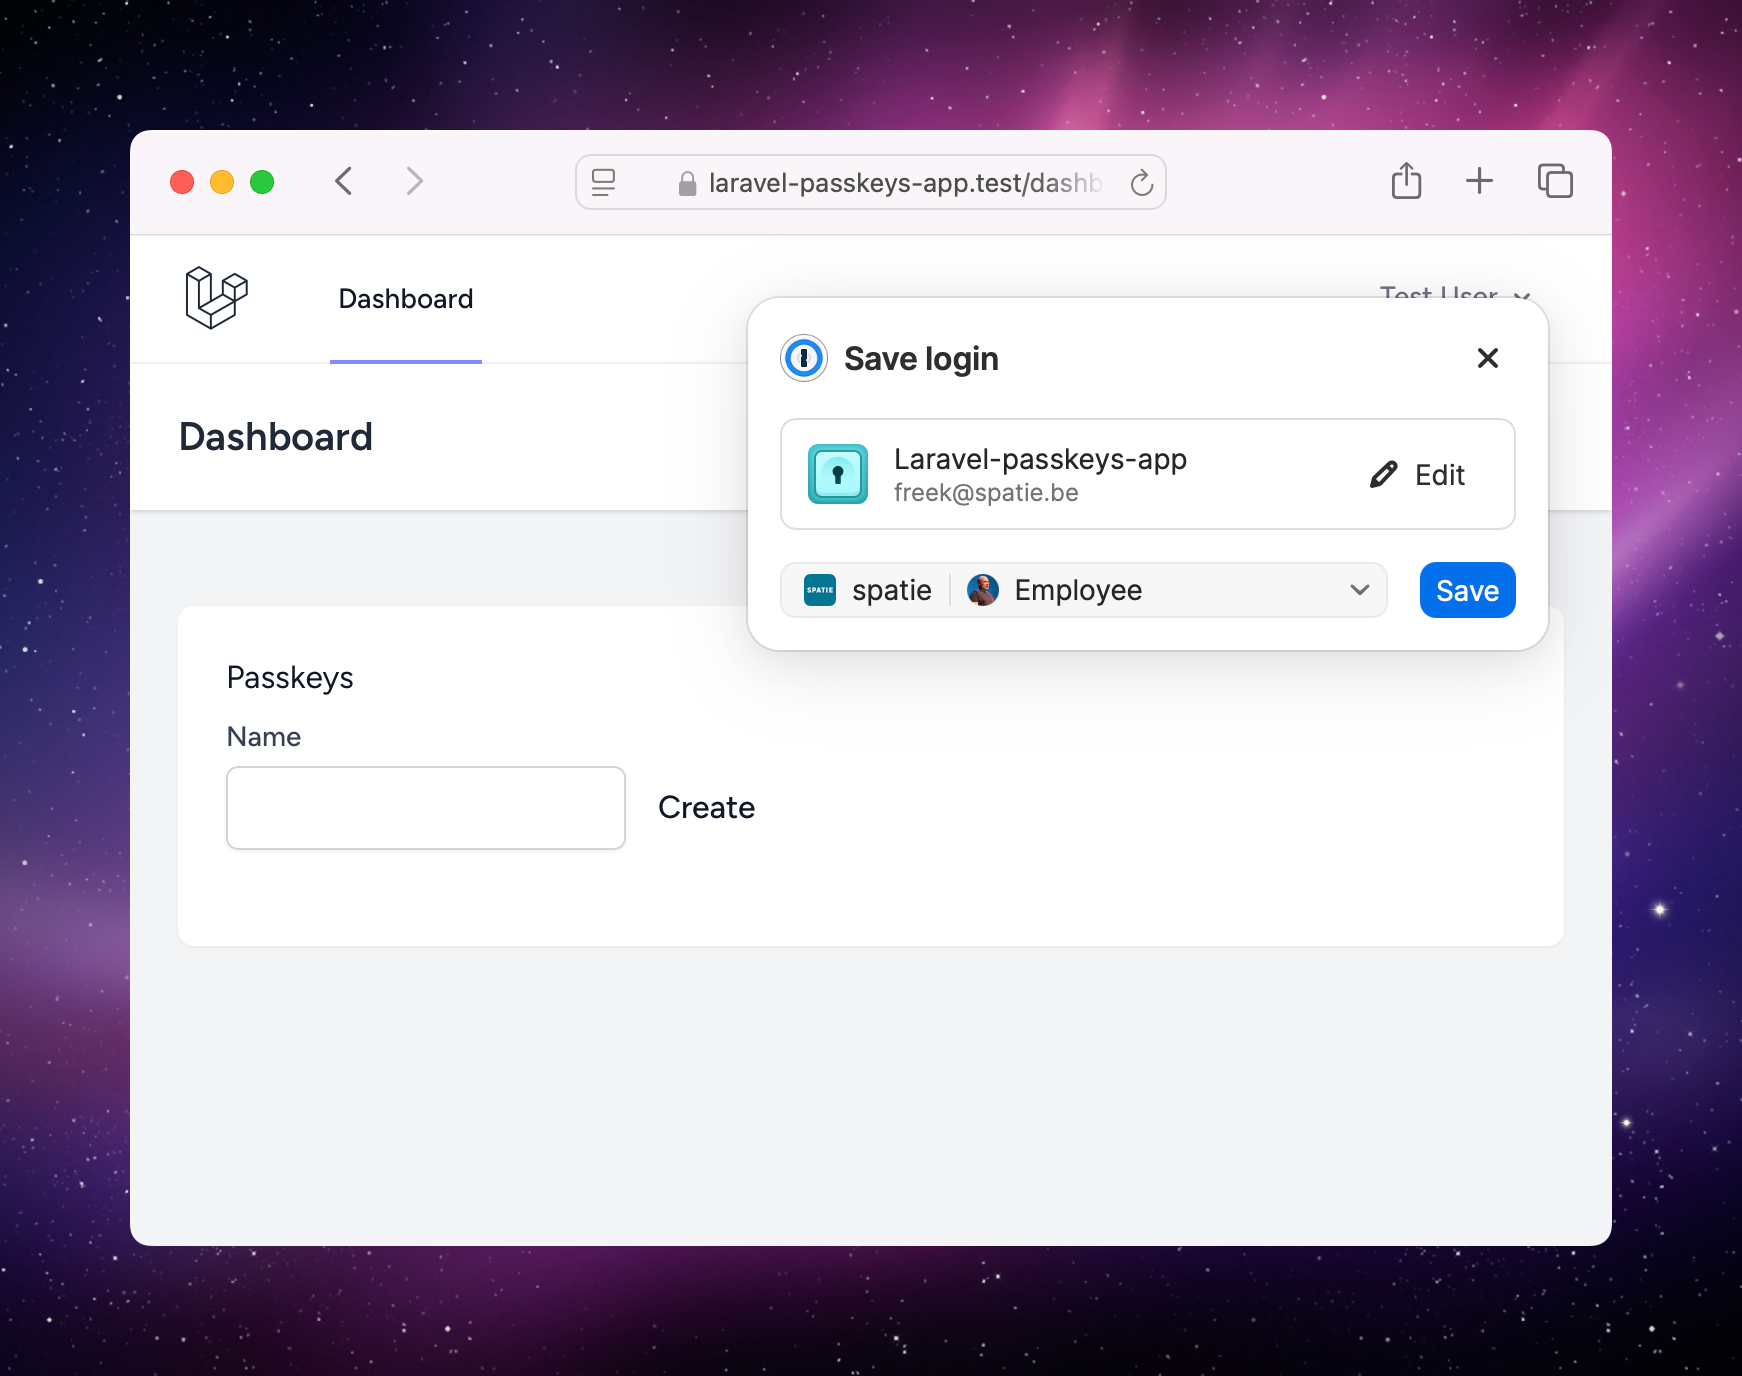 laravel-passkeys-app.test/dashb
Dashboard
Test User
Save login
Dashboard
Laravel-passkeys-app
freek@spatie.be
Edit
SPATIE
spatie
Employee
Save
Passkeys
Name
Create